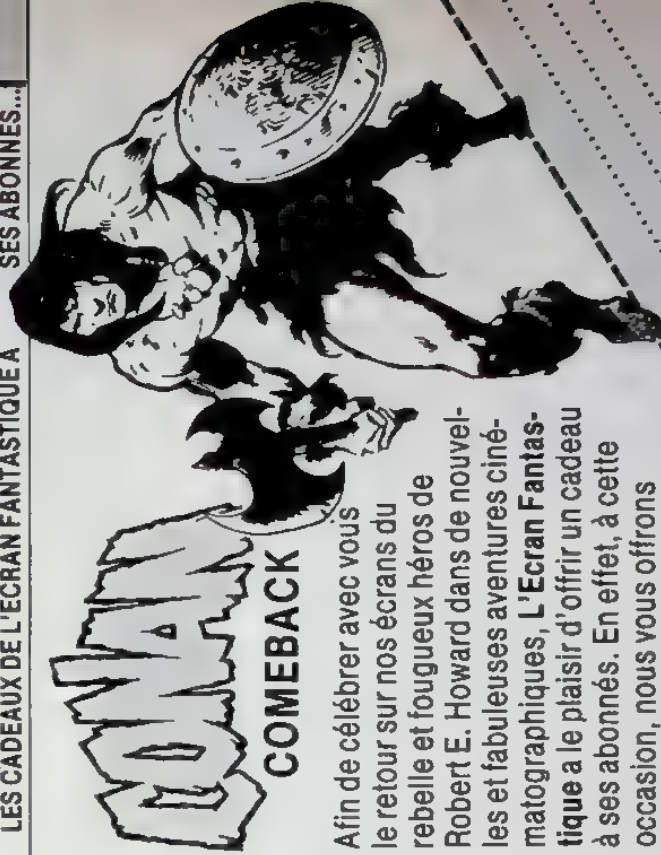 LES CADEAUX DE L'ECRAN FANTASTIQUE A SES ABONNES...
CONAN
COMEBACK
Afin de célébrer avec vous
le retour sur nos écrans du
rebelle et fougueux héros de
Robert E. Howard dans de nouvel-
les et fabuleuses aventures ciné-
matographiques, L'Ecran Fantas-
tique a le plaisir d'offrir un cadeau
à ses abonnés. En effet, à cette
occasion, nous vous offrons